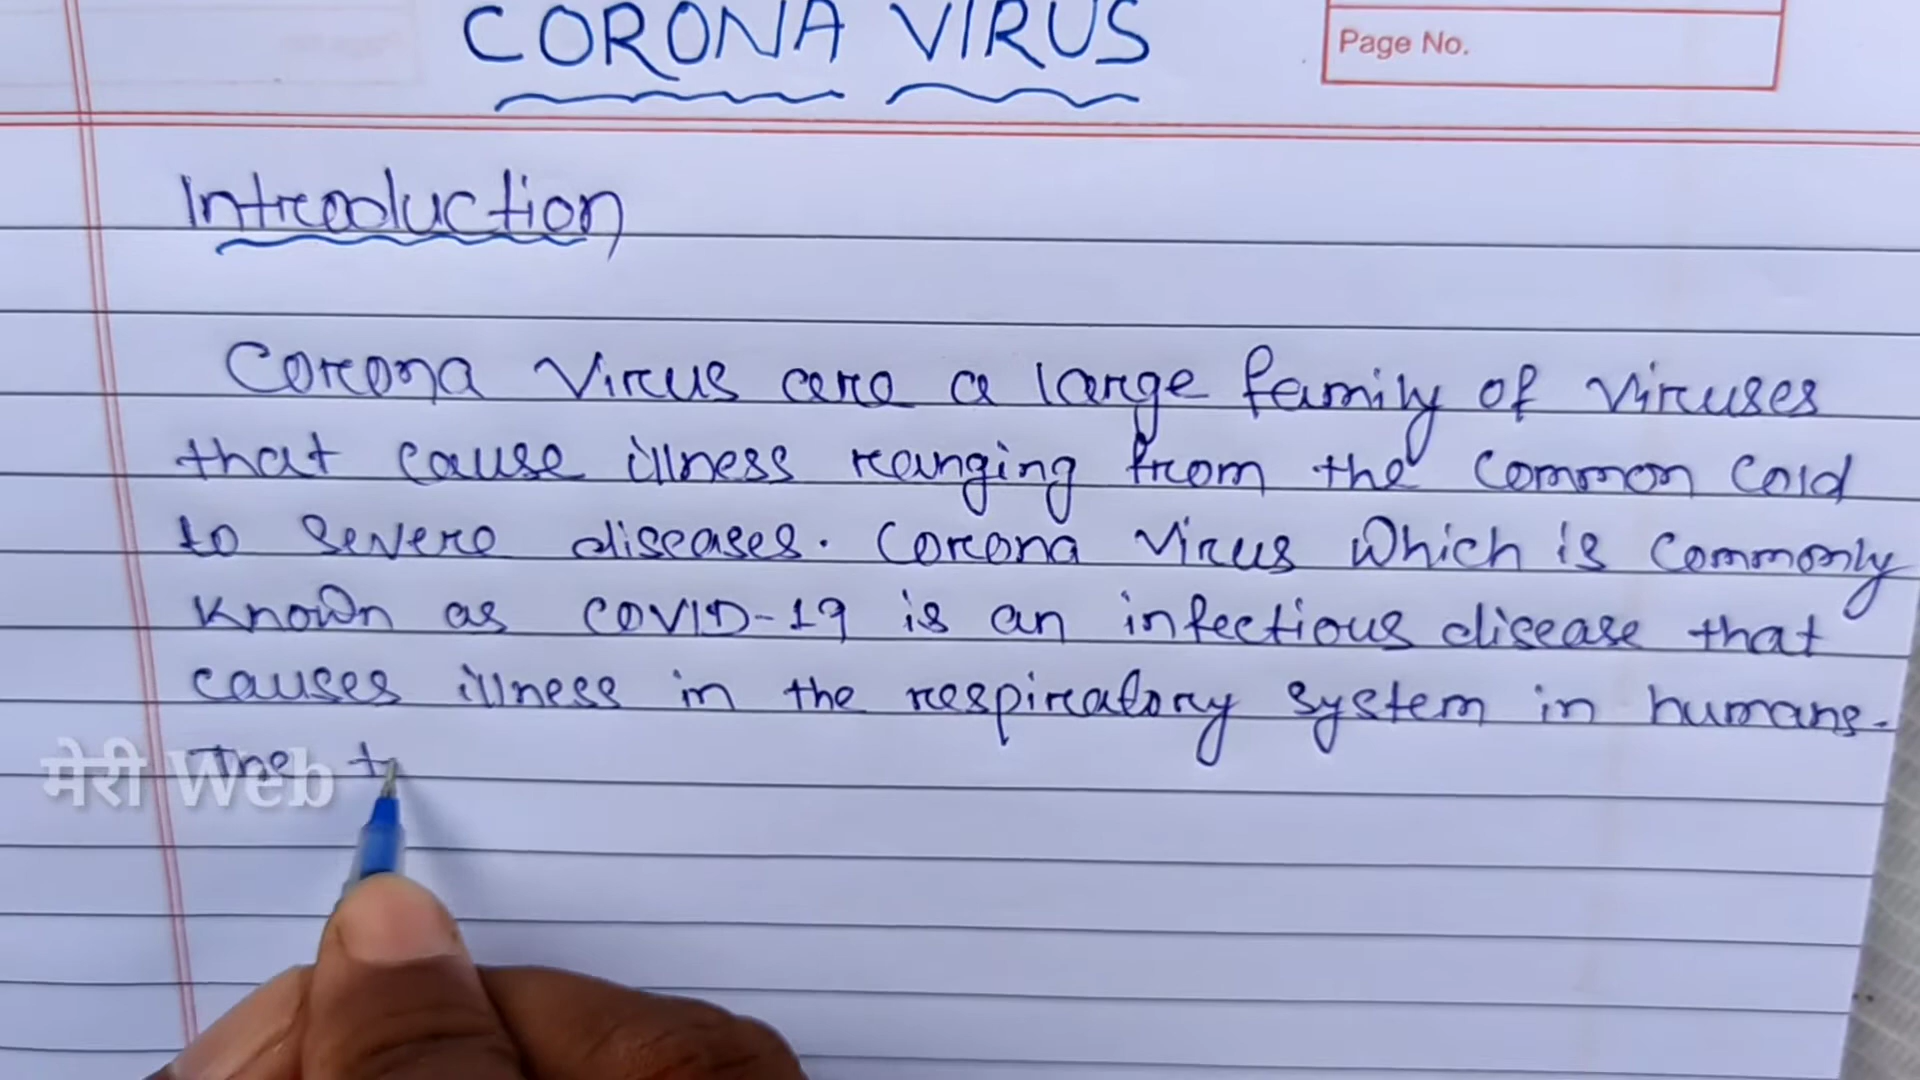 CORONA VIRUS
Page No.
Introduction
Corona Virus are a large family of viruses
that cause illness ranging from the Common Cold
to severe diseases. Corona Virus Which is Commonly
Known as COVID-19 is an infectious disease that
causes illness in the respiratory system in humans.
The t
मेरी Web